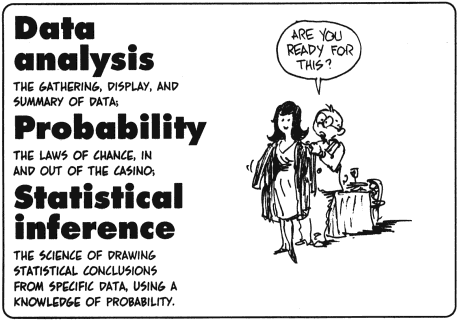 Data
analysis
THE GATHERING, DISPLAY, AND
SUMMARY OF DATA;
Probability
THE LAWS OF CHANCE, IN
AND OUT OF THE CASINO;
Statistical
inference
THE SCIENCE OF DRAWING
STATISTICAL CONCLUSIONS
FROM SPECIFIC DATA, USING A
KNOWLEDGE OF PROBABILITY.
ARE YOU
READY FOR
THIS?